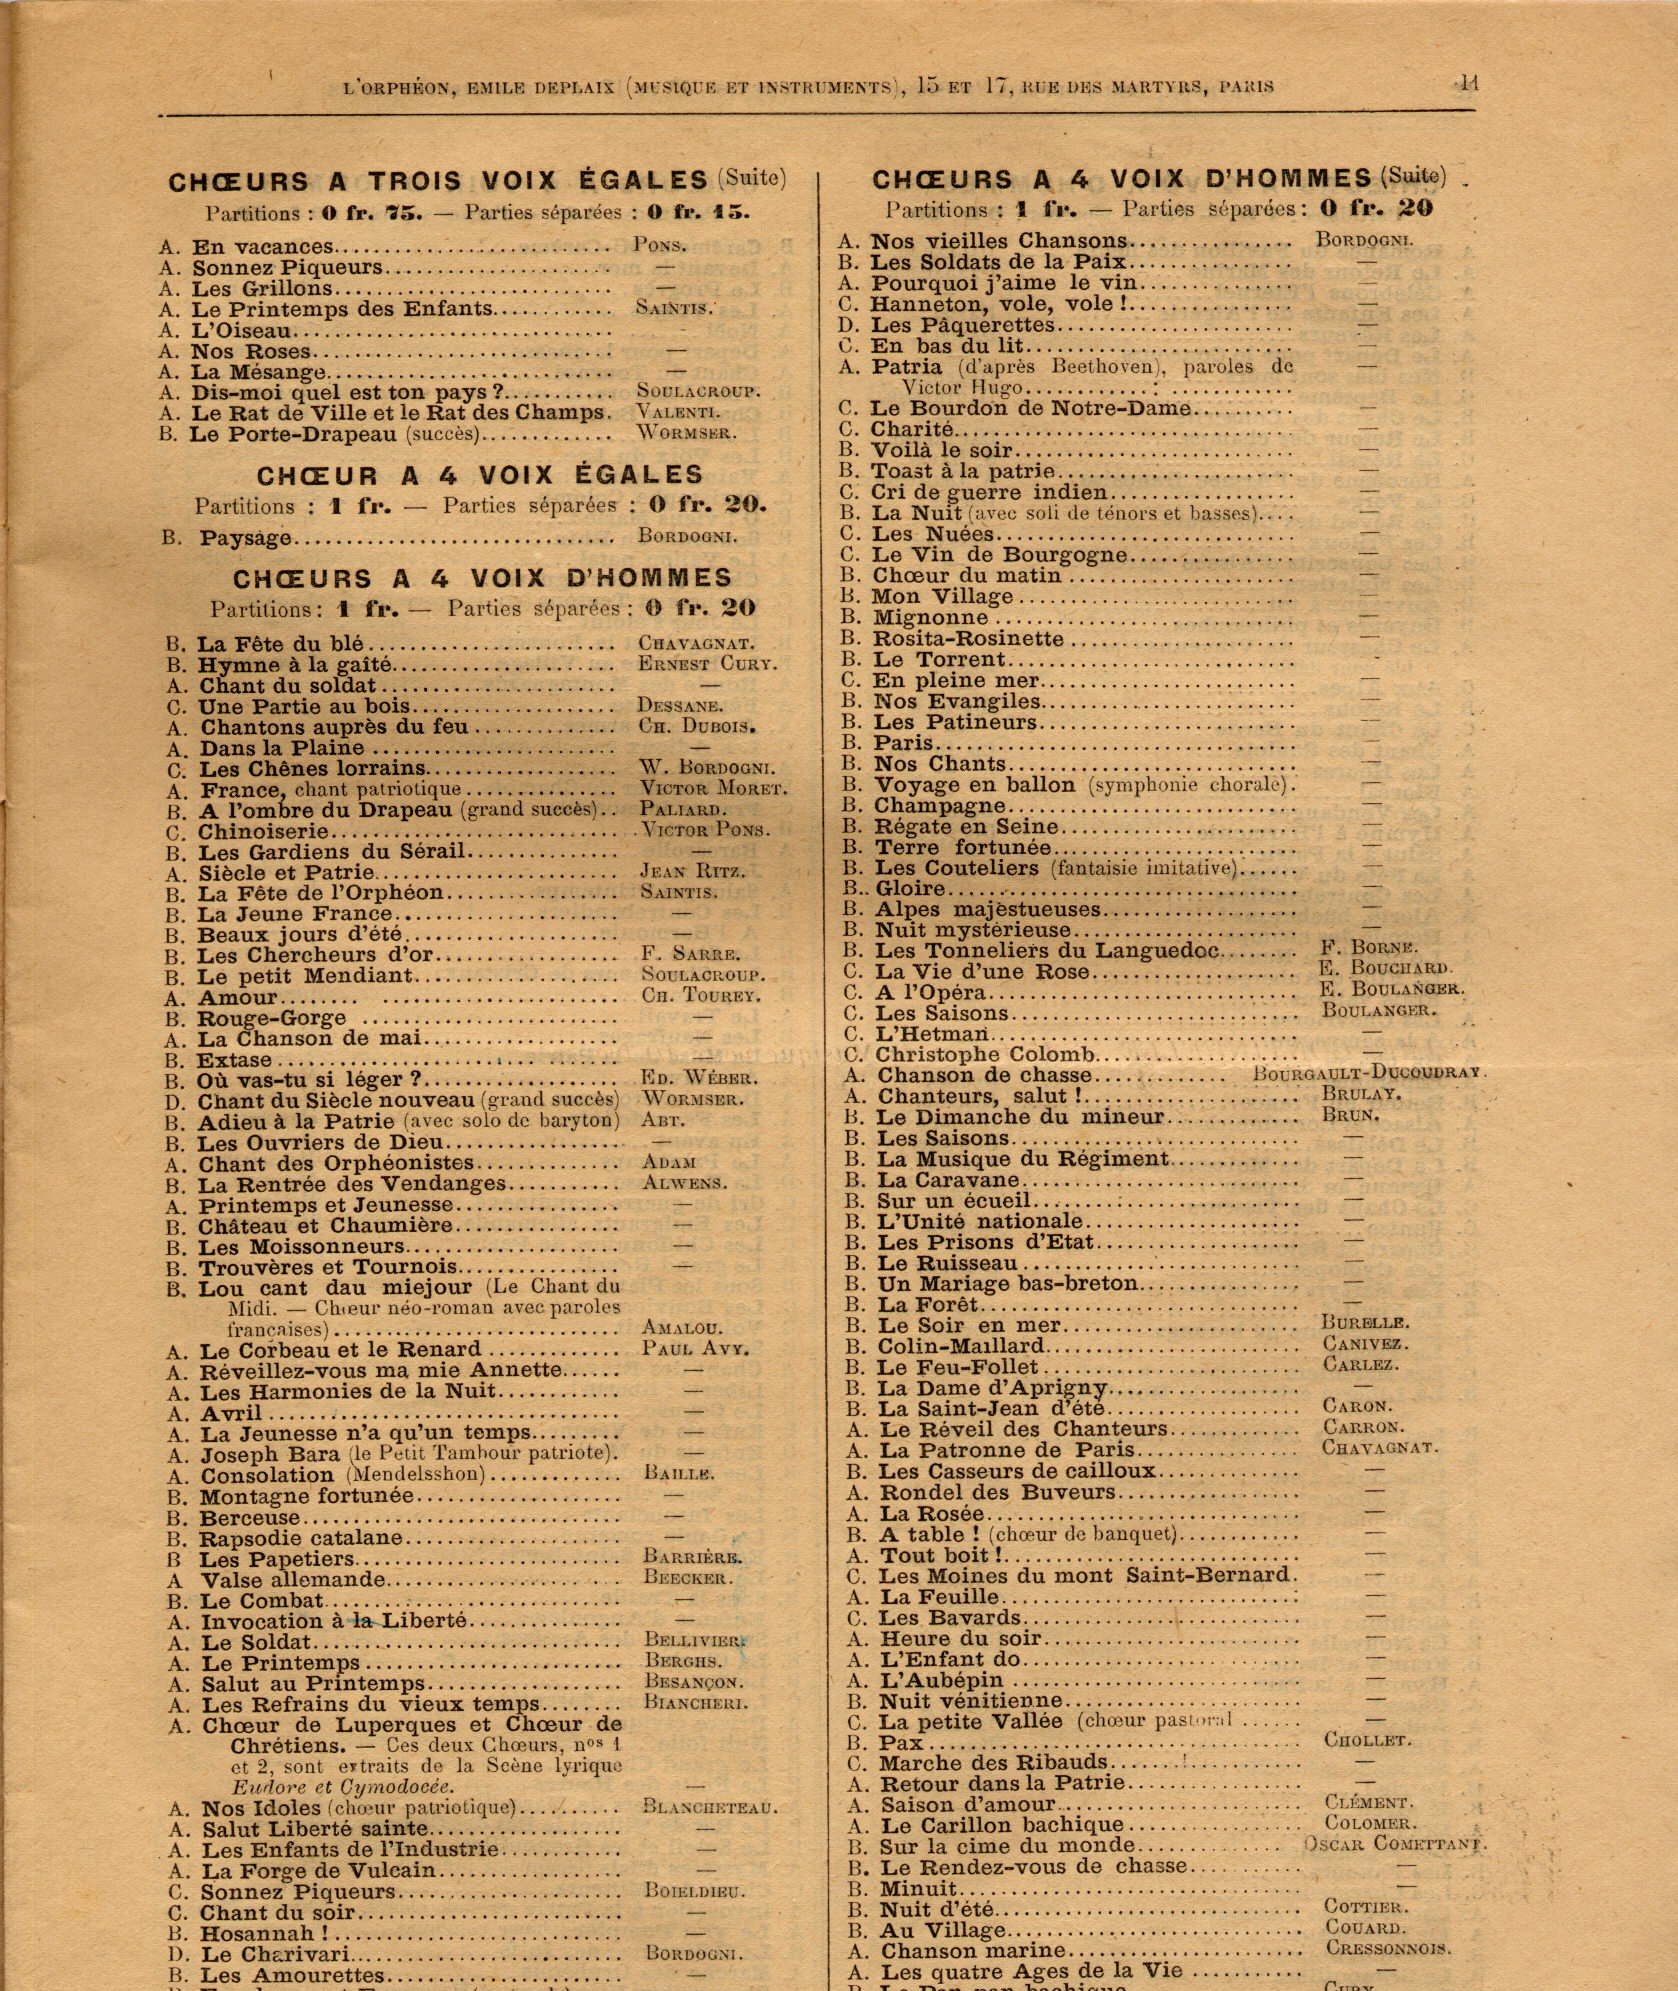 L'ORPHÉON, EMILE DEPLAIX (MUSIQUE ET INSTRUMENTS), 15 ET 17, RUE DES MARTYRS, PARIS 11
CHŒURS A TROIS VOIX ÉGALES (Suite)
Partitions : 0 fr. 75. — Parties séparées : 0 fr. 15.
A. En vacances........ PONS.
A. Sonnez Piqueurs........ —
A. Les Grillons........ —
A. Le Printemps des Enfants........ SAINTIS.
A. L'Oiseau........ —
A. Nos Roses........ —
A. La Mésange........ —
A. Dis-moi quel est ton pays ?........ SOULACROUP.
A. Le Rat de Ville et le Rat des Champs. VALENTI.
B. Le Porte-Drapeau (succès)........ WORMSER.
CHŒUR A 4 VOIX ÉGALES
Partitions : 1 fr. — Parties séparées : 0 fr. 20.
B. Paysage........ BORDOGNI.
CHŒURS A 4 VOIX D'HOMMES
Partitions : 1 fr. — Parties séparées : 0 fr. 20
B. La Fête du blé........ CHAVAGNAT.
B. Hymne à la gaîté........ ERNEST CURY.
A. Chant du soldat........ —
C. Une Partie au bois........ DESSANE.
A. Chantons auprès du feu........ CH. DUBOIS.
A. Dans la Plaine........ —
C. Les Chênes lorrains........ W. BORDOGNI.
A. France, chant patriotique........ VICTOR MORET.
B. A l'ombre du Drapeau (grand succès).. PALIARD.
C. Chinoiserie........ VICTOR PONS.
B. Les Gardiens du Sérail........ —
A. Siècle et Patrie........ JEAN RITZ.
B. La Fête de l'Orphéon........ SAINTIS.
B. La Jeune France........ —
B. Beaux jours d'été........ —
B. Les Chercheurs d'or........ F. SARRE.
B. Le petit Mendiant........ SOULACROUP.
A. Amour........ CH. TOUREY.
B. Rouge-Gorge........ —
A. La Chanson de mai........ —
B. Extase........ —
B. Où vas-tu si léger ?........ ED. WÉBER.
D. Chant du Siècle nouveau (grand succès) WORMSER.
B. Adieu à la Patrie (avec solo de baryton) ABT.
B. Les Ouvriers de Dieu........ —
A. Chant des Orphéonistes........ ADAM
B. La Rentrée des Vendanges........ ALWENS.
A. Printemps et Jeunesse........ —
B. Château et Chaumière........ —
B. Les Moissonneurs........ —
B. Trouvères et Tournois........ —
B. Lou cant dau miejour (Le Chant du
Midi. — Chœur néo-roman avec paroles
françaises)........ AMALOU.
A. Le Corbeau et le Renard........ PAUL AVY.
A. Réveillez-vous ma mie Annette........ —
A. Les Harmonies de la Nuit........ —
A. Avril........ —
A. La Jeunesse n'a qu'un temps........ —
A. Joseph Bara (le Petit Tambour patriote). —
A. Consolation (Mendelsshon)........ BAILLE.
B. Montagne fortunée........ —
B. Berceuse........ —
B. Rapsodie catalane........ —
B Les Papetiers........ BARRIÈRE.
A Valse allemande........ BEECKER.
B. Le Combat........ —
A. Invocation à la Liberté........ —
A. Le Soldat........ BELLIVIER.
A. Le Printemps........ BERGHS.
A. Salut au Printemps........ BESANÇON.
A. Les Refrains du vieux temps........ BIANCHERI.
A. Chœur de Luperques et Chœur de
Chrétiens. — Ces deux Chœurs, nos 1
et 2, sont extraits de la Scène lyrique
Eudore et Cymodocée. —
A. Nos Idoles (chœur patriotique)........ BLANCHETEAU.
A. Salut Liberté sainte........ —
A. Les Enfants de l'Industrie........ —
A. La Forge de Vulcain........ —
C. Sonnez Piqueurs........ BOIELDIEU.
C. Chant du soir........ —
B. Hosannah !........ —
D. Le Charivari........ BORDOGNI.
B. Les Amourettes........ —
CHŒURS A 4 VOIX D'HOMMES (Suite)
Partitions : 1 fr. — Parties séparées : 0 fr. 20
A. Nos vieilles Chansons........ BORDOGNI.
B. Les Soldats de la Paix........ —
A. Pourquoi j'aime le vin........ —
C. Hanneton, vole, vole !........ —
D. Les Pâquerettes........ —
C. En bas du lit........ —
A. Patria (d'après Beethoven), paroles de —
Victor Hugo........
C. Le Bourdon de Notre-Dame........ —
C. Charité........ —
B. Voilà le soir........ —
B. Toast à la patrie........ —
C. Cri de guerre indien........ —
B. La Nuit (avec soli de ténors et basses).... —
C. Les Nuées........ —
C. Le Vin de Bourgogne........ —
B. Chœur du matin........ —
B. Mon Village........ —
B. Mignonne........ —
B. Rosita-Rosinette........ —
B. Le Torrent........ -
C. En pleine mer........ —
B. Nos Evangiles........ —
B. Les Patineurs........ —
B. Paris........ —
B. Nos Chants........ —
B. Voyage en ballon (symphonie chorale). —
B. Champagne........ —
B. Régate en Seine........ —
B. Terre fortunée........ —
B. Les Couteliers (fantaisie imitative)...... —
B. Gloire........ —
B. Alpes majestueuses........ —
B. Nuit mystérieuse........ —
B. Les Tonneliers du Languedoc........ F. BORNE.
C. La Vie d'une Rose........ E. BOUCHARD.
C. A l'Opéra........ E. BOULANGER.
C. Les Saisons........ BOULANGER.
C. L'Hetman........ —
C. Christophe Colomb........ —
A. Chanson de chasse........ BOURGAULT-DUCOUDRAY.
A. Chanteurs, salut !........ BRULAY.
B. Le Dimanche du mineur........ BRUN.
B. Les Saisons........ —
B. La Musique du Régiment........ —
B. La Caravane........ —
B. Sur un écueil........ —
B. L'Unité nationale........ —
B. Les Prisons d'Etat........ —
B. Le Ruisseau........ —
B. Un Mariage bas-breton........ —
B. La Forêt........ —
B. Le Soir en mer........ BURELLE.
B. Colin-Maillard........ CANIVEZ.
B. Le Feu-Follet........ CARLEZ.
B. La Dame d'Aprigny........ —
B. La Saint-Jean d'été........ CARON.
A. Le Réveil des Chanteurs........ CARRON.
A. La Patronne de Paris........ CHAVAGNAT.
B. Les Casseurs de cailloux........ —
A. Rondel des Buveurs........ —
A. La Rosée........ —
B. A table ! (chœur de banquet)........ —
A. Tout boit !........ —
C. Les Moines du mont Saint-Bernard. —
A. La Feuille........ —
C. Les Bavards........ —
A. Heure du soir........ —
A. L'Enfant do........ —
A. L'Aubépin........ —
B. Nuit vénitienne........ —
C. La petite Vallée (chœur pastoral ...... —
B. Pax........ CHOLLET.
C. Marche des Ribauds........ —
A. Retour dans la Patrie........ —
A. Saison d'amour........ CLÉMENT.
A. Le Carillon bachique........ COLOMER.
B. Sur la cime du monde........ OSCAR COMETTANT.
B. Le Rendez-vous de chasse........ —
B. Minuit........ —
B. Nuit d'été........ COTTIER.
B. Au Village........ COUARD.
A. Chanson marine........ CRESSONNOIS.
A. Les quatre Ages de la Vie........ —